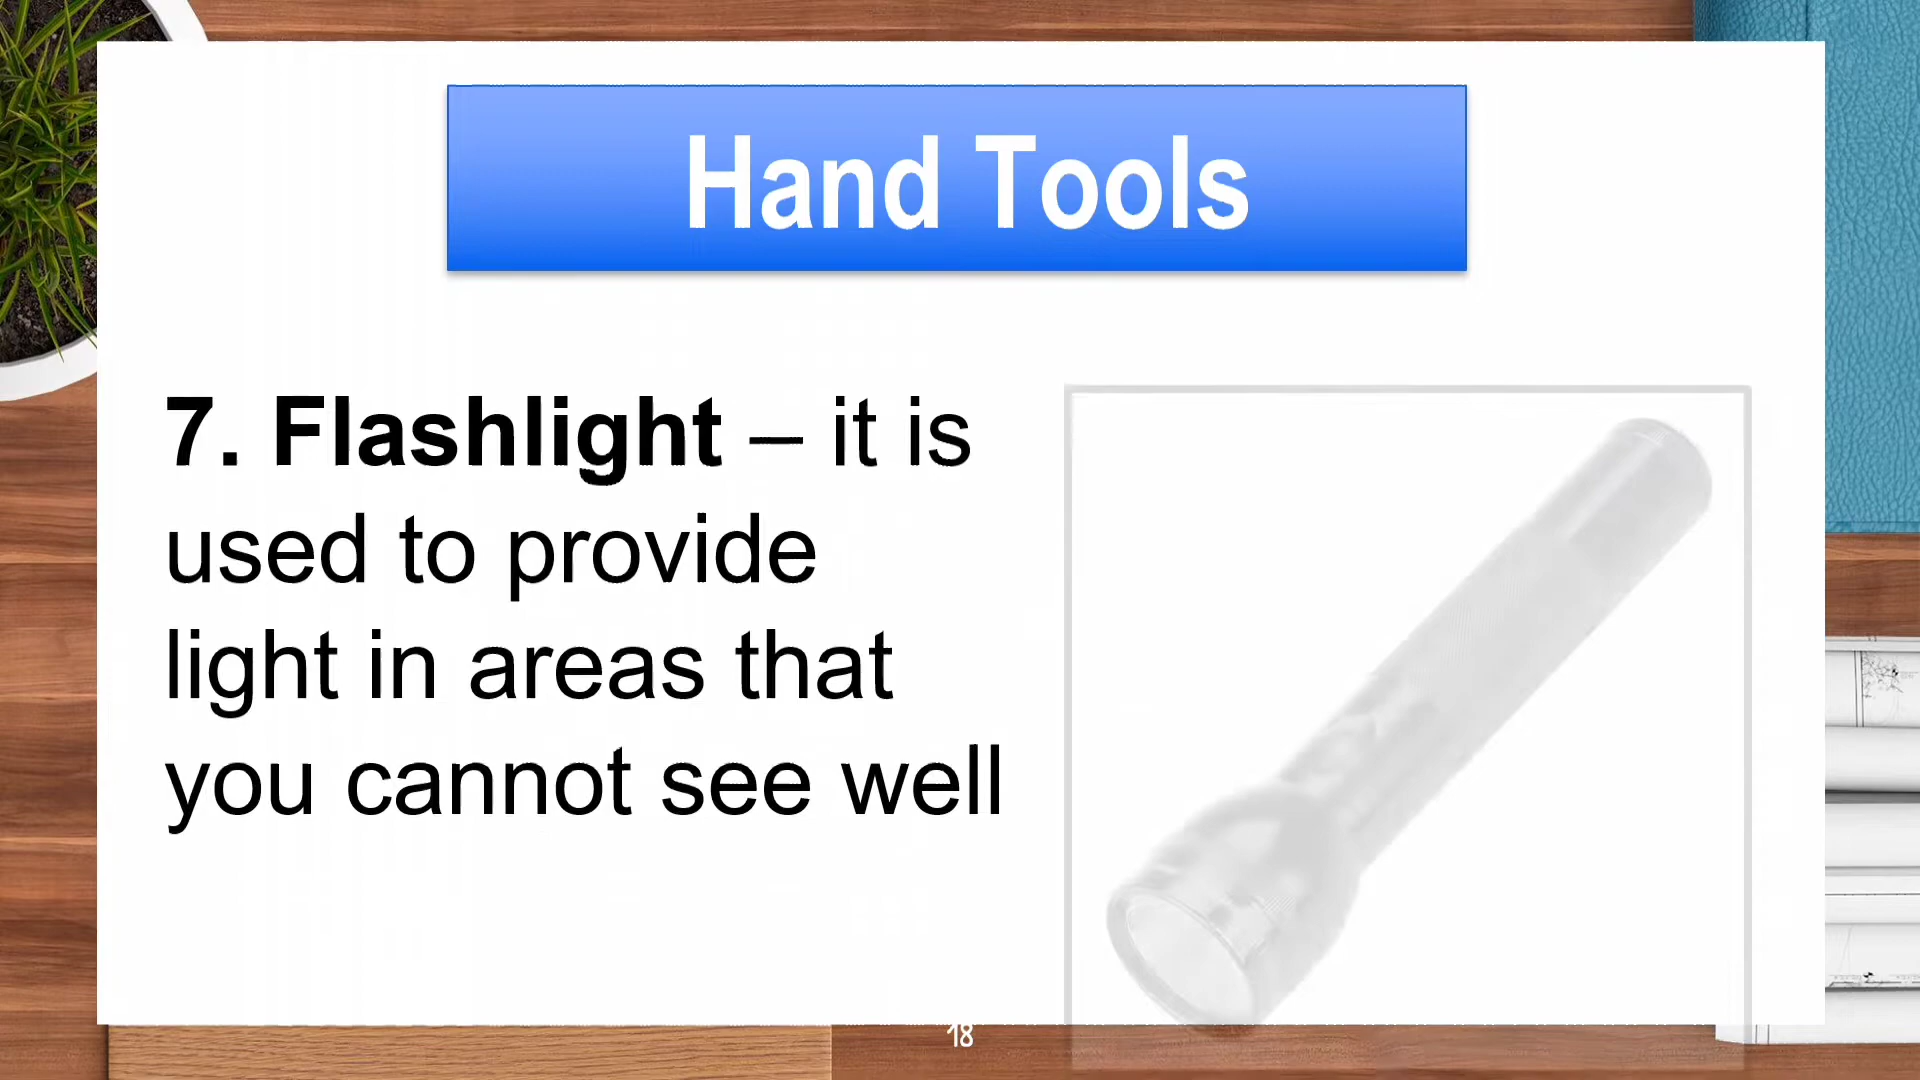 Hand Tools
7. Flashlight – it is
used to provide
light in areas that
you cannot see well
18